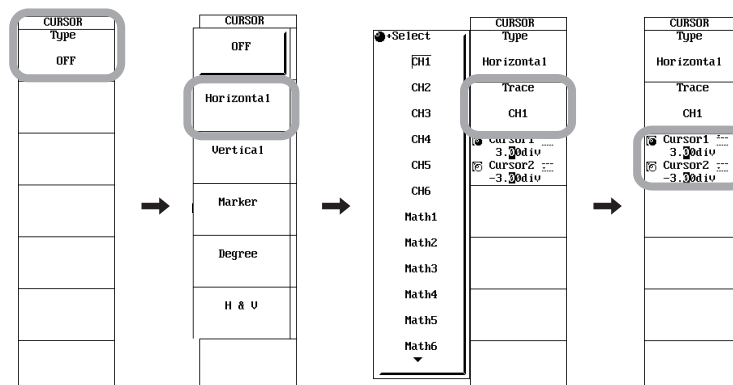 CURSOR
Type
OFF
CURSOR
OFF
Horizontal
Vertical
Marker
Degree
H & V
+Select
CH1
CH2
CH3
CH4
CH5
CH6
Math1
Math2
Math3
Math4
Math5
Math6
CURSOR
Type
Horizontal
Trace
CH1
Cursor1
3.00div
Cursor2
-3.00div
CURSOR
Type
Horizontal
Trace
CH1
Cursor1
3.00div
Cursor2
-3.00div